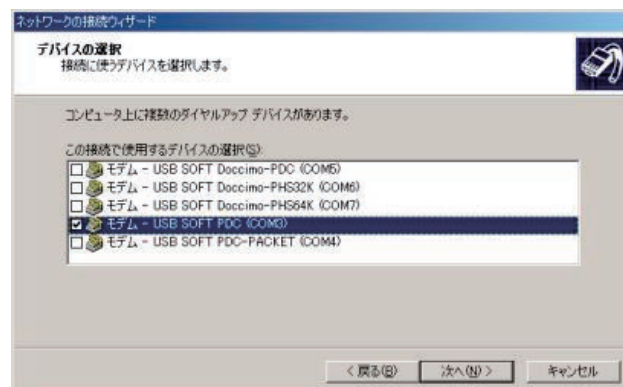 ネットワークの接続ウィザード
デバイスの選択
接続に使うデバイスを選択します。
コンピュータ上に複数のダイヤルアップ デバイスがあります。
この接続で使用するデバイスの選択(S):
モデム - USB SOFT Doccimo-PDC (COM5)
モデム - USB SOFT Doccimo-PHS32K (COM6)
モデム - USB SOFT Doccimo-PHS64K (COM7)
モデム - USB SOFT PDC (COM3)
モデム - USB SOFT PDC-PACKET (COM4)
< 戻る(B)
次へ(N) >
キャンセル